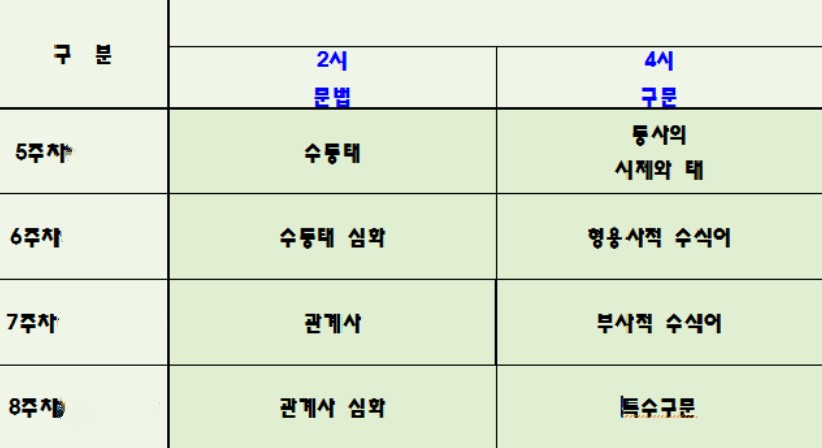 구 분
2시
4시
문법
구문
5주차
수동태
동사의
시제와 태
6주차
수동태 심화
형용사적 수식어
7주차
관계사
부사적 수식어
8주차
관계사 심화
특수구문